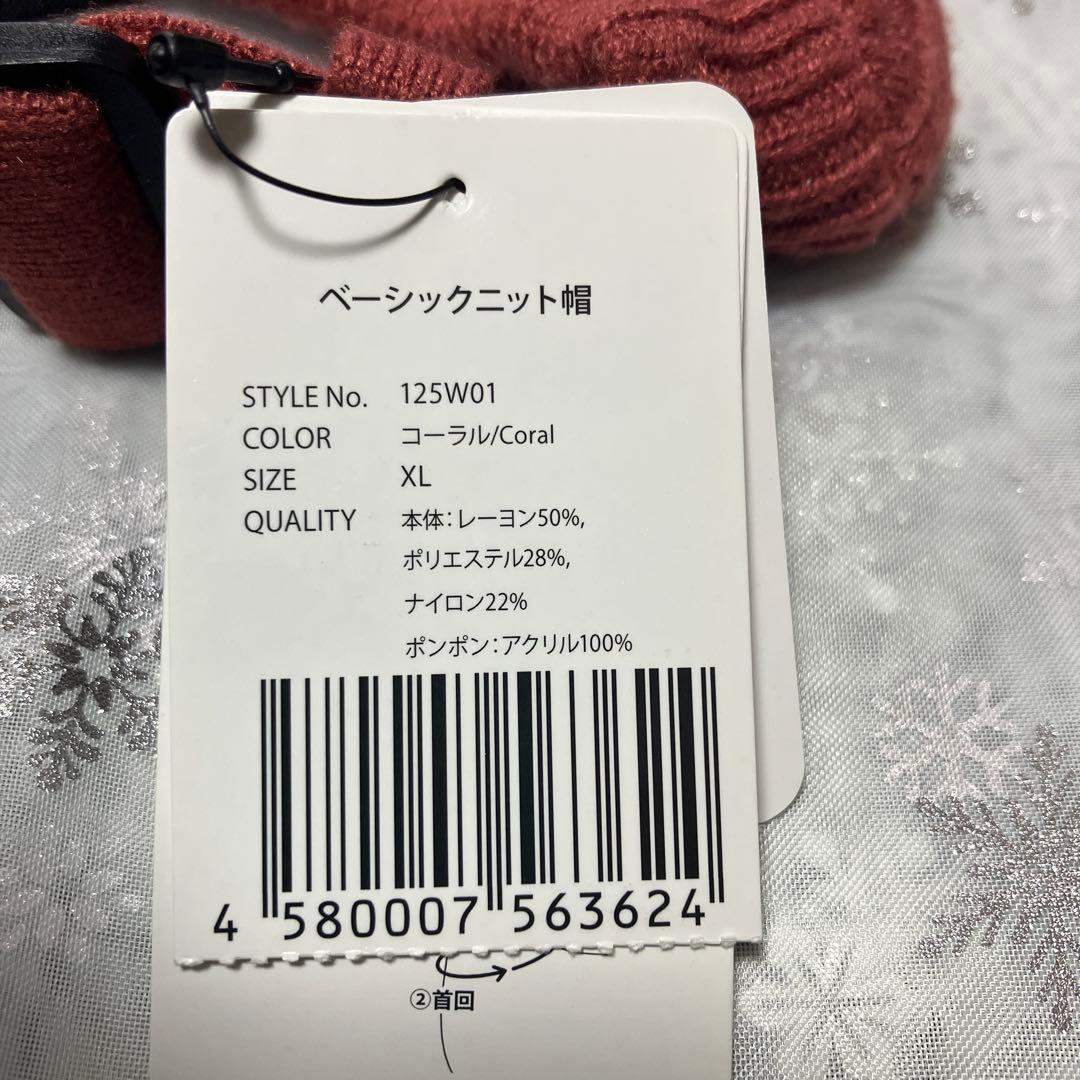 ベーシックニット帽
STYLE No. 125W01
COLOR コーラル/Coral
SIZE XL
QUALITY 本体：レーヨン50%,
ポリエステル28%,
ナイロン22%
ポンポン：アクリル100%
4 580007 563624
②首回